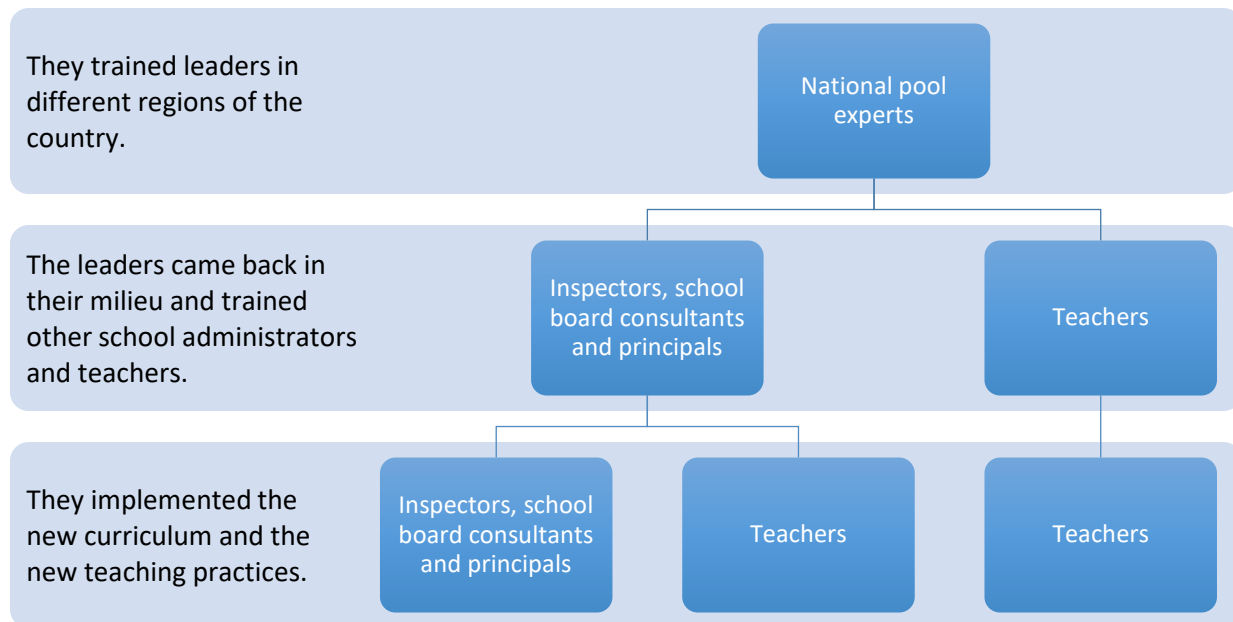 They trained leaders in
different regions of the
country.
National pool
experts
The leaders came back in
their milieu and trained
other school administrators
and teachers.
Inspectors, school
board consultants
and principals
Teachers
They implemented the
new curriculum and the
new teaching practices.
Inspectors, school
board consultants
and principals
Teachers
Teachers